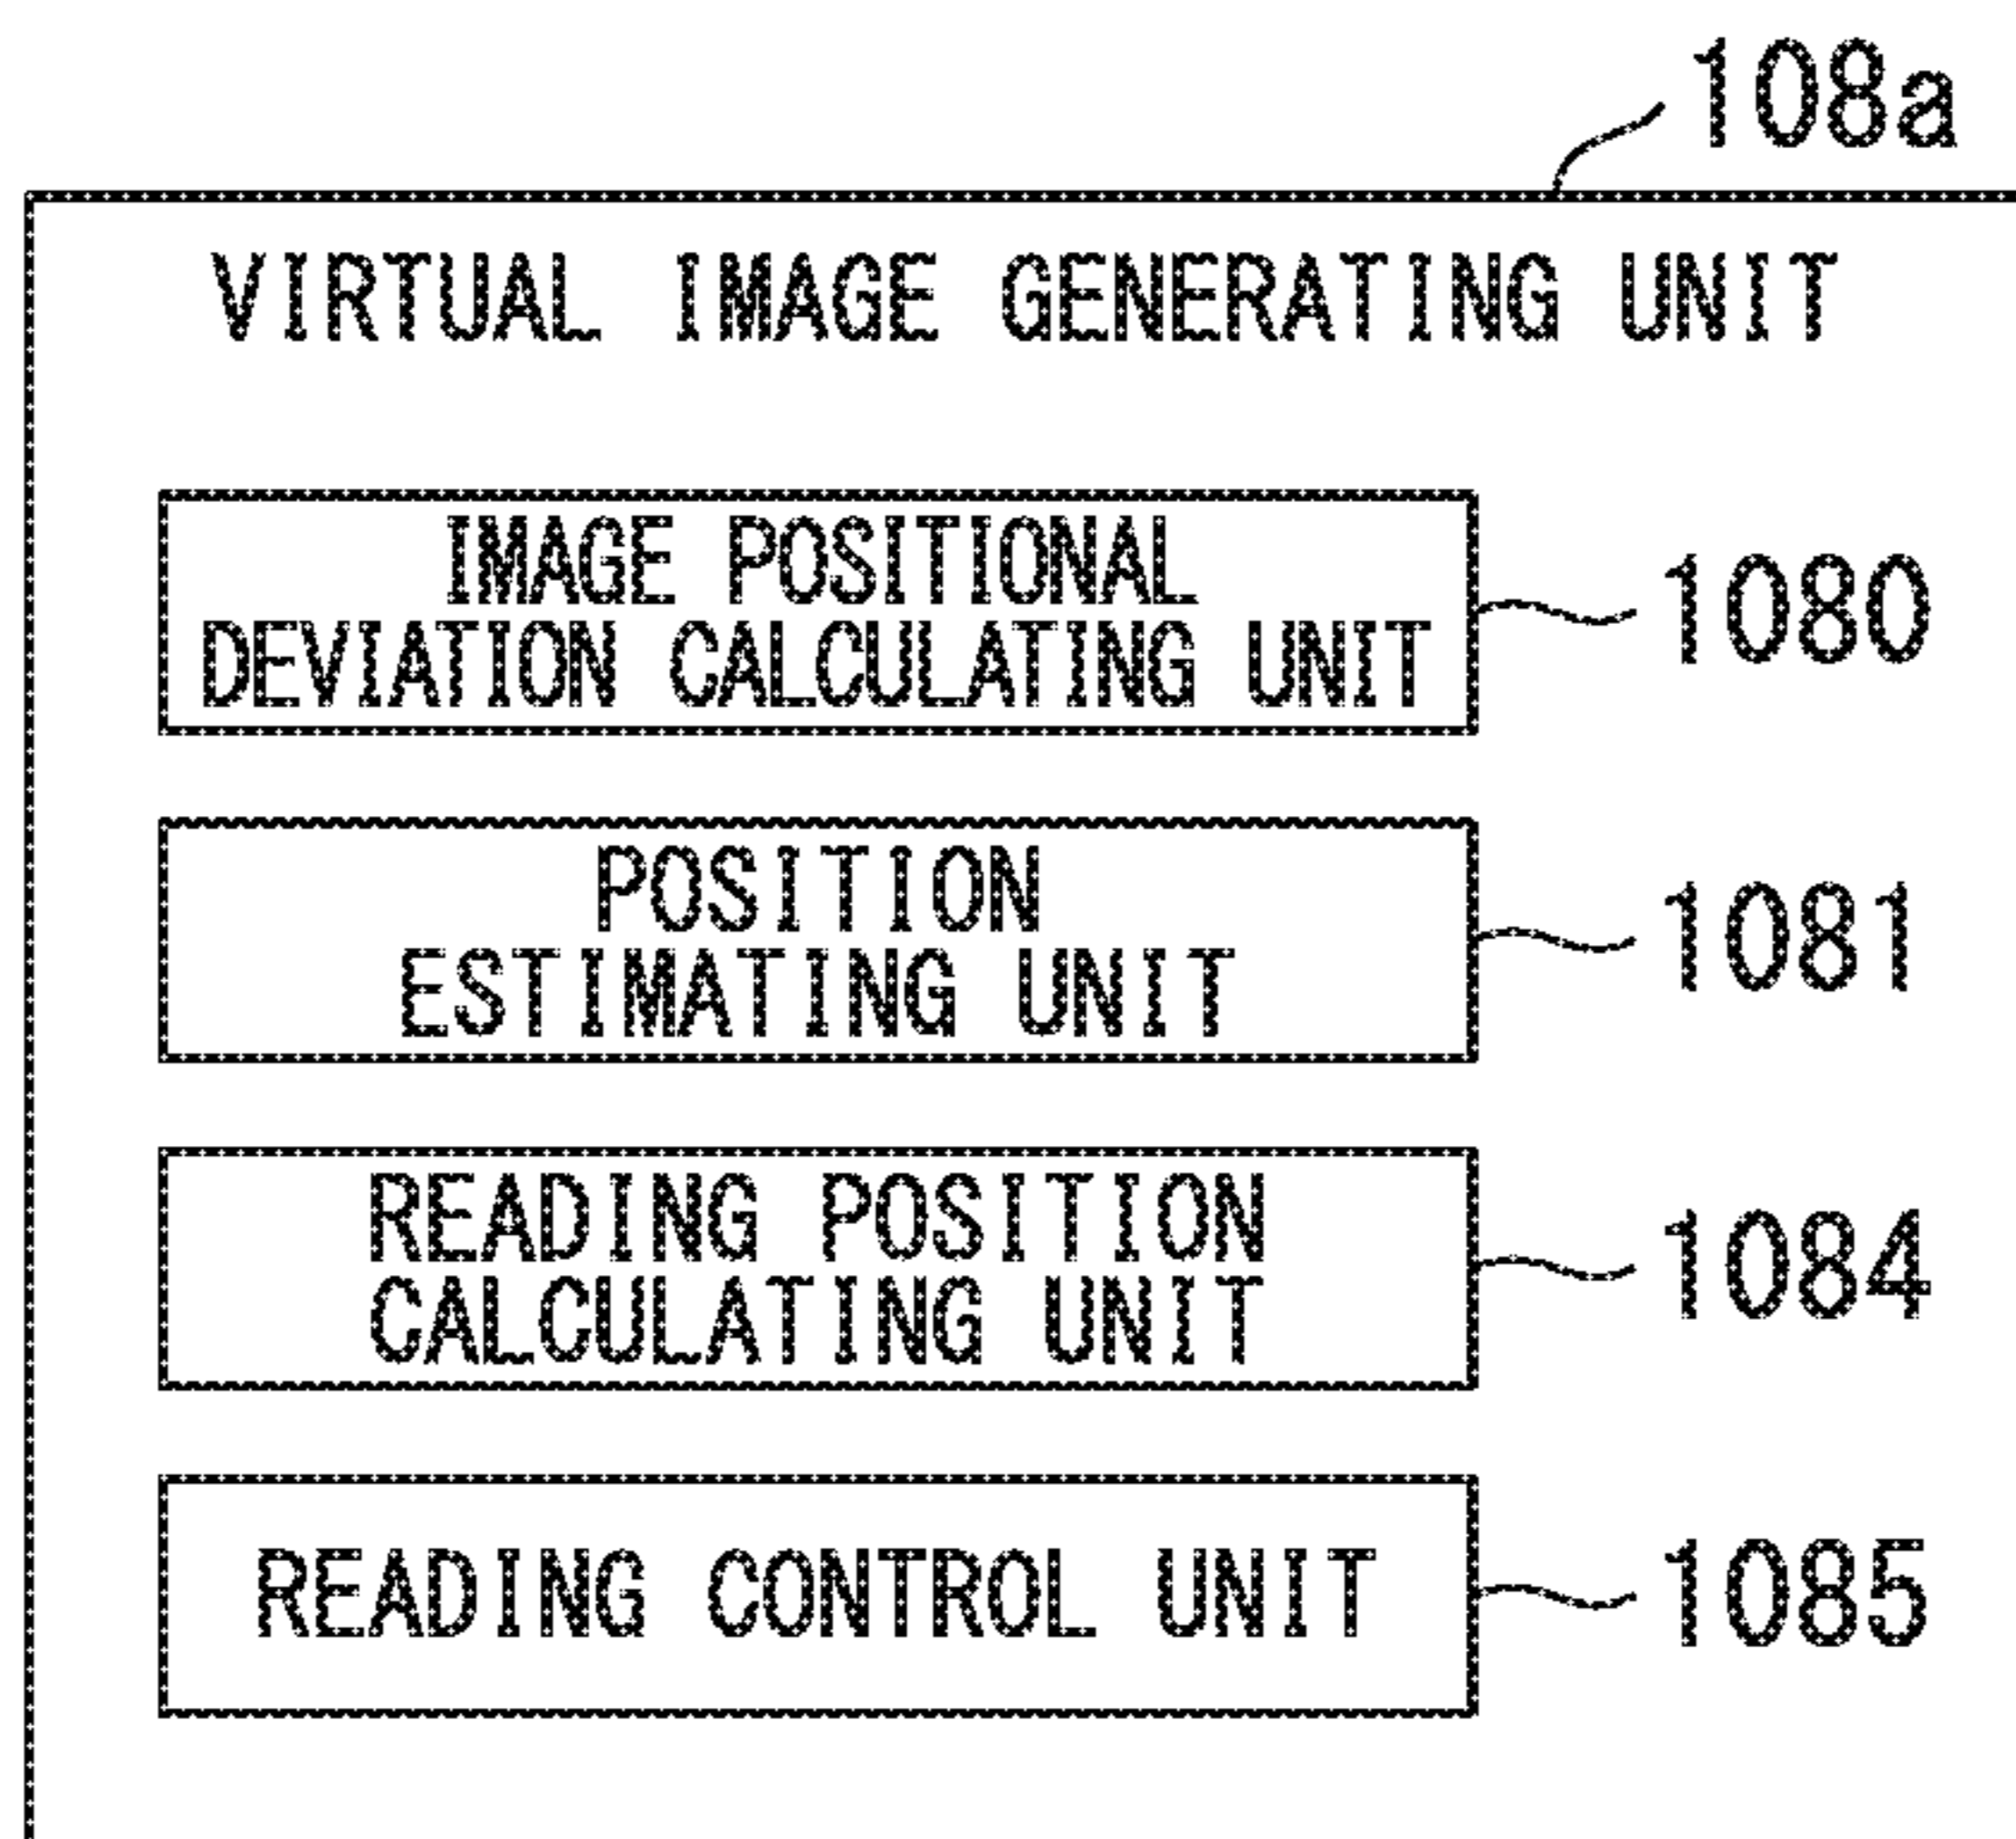 108a
VIRTUAL IMAGE GENERATING UNIT
IMAGE POSITIONAL
DEVIATION CALCULATING UNIT
1080
POSITION
ESTIMATING UNIT
1081
READING POSITION
CALCULATING UNIT
1084
READING CONTROL UNIT
1085